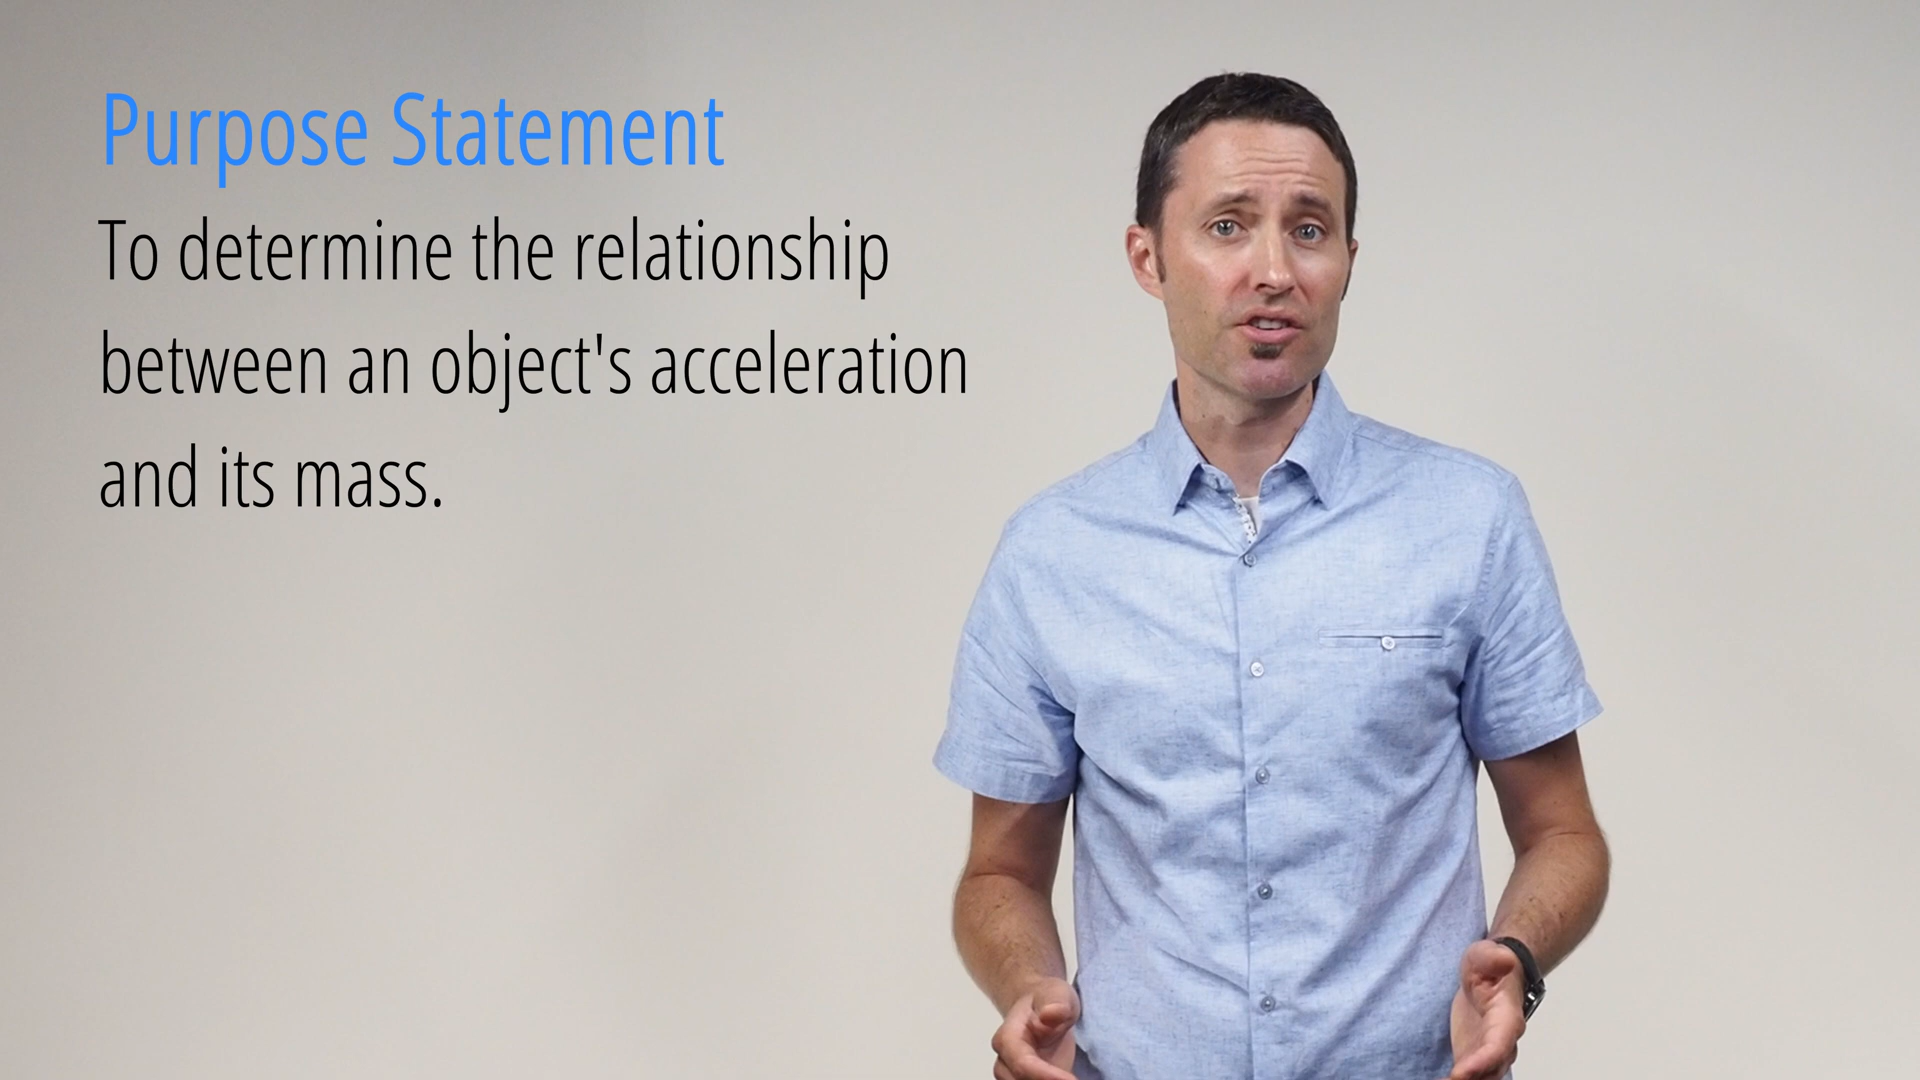 Purpose Statement
To determine the relationship
between an object's acceleration
and its mass.